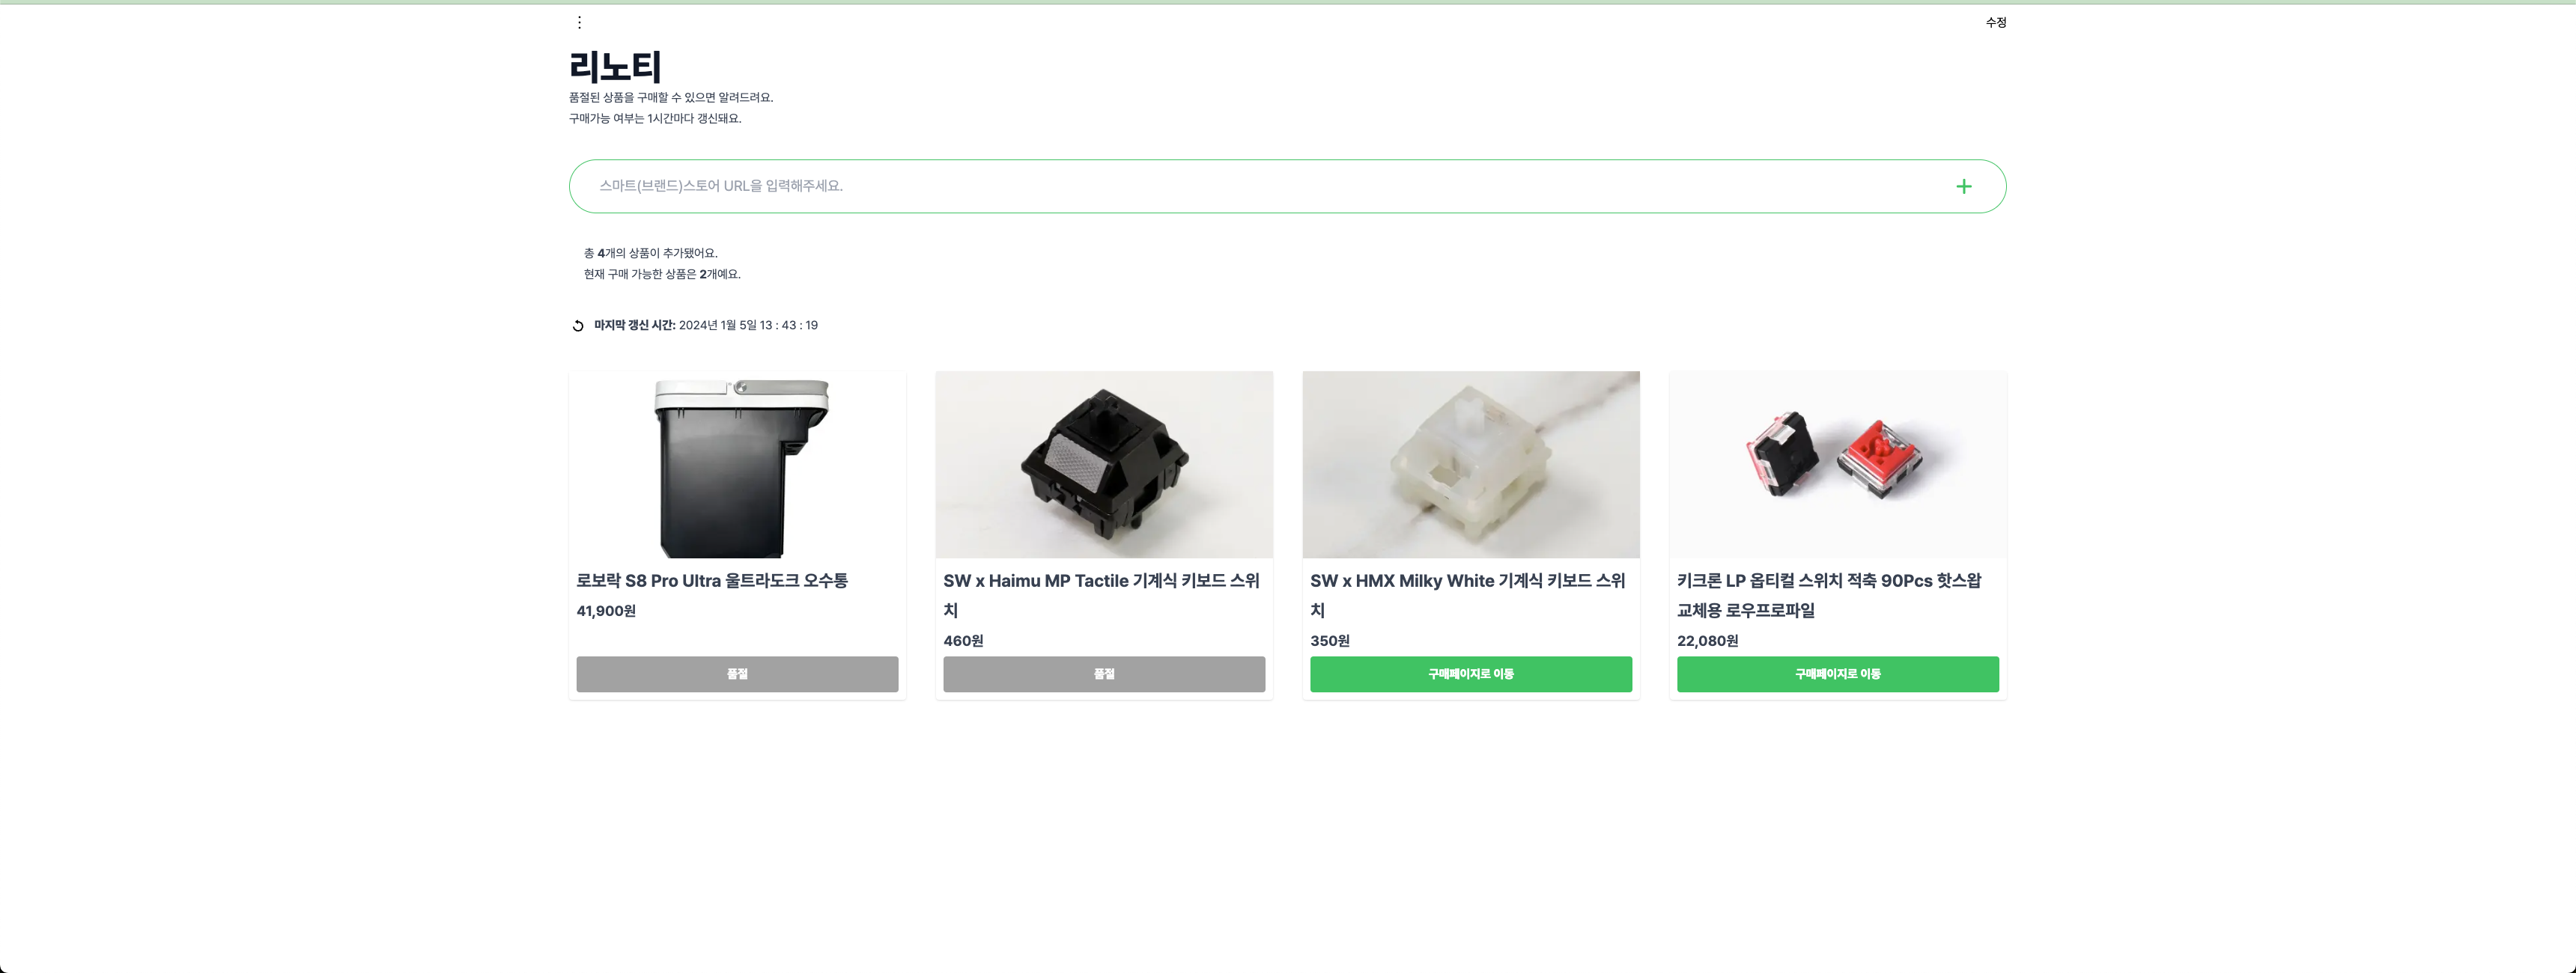 수정
리노티
품절된 상품을 구매할 수 있으면 알려드려요.
구매가능 여부는 1시간마다 갱신돼요.
스마트(브랜드)스토어 URL을 입력해주세요.
총 4개의 상품이 추가됐어요.
현재 구매 가능한 상품은 2개예요.
마지막 갱신 시간: 2024년 1월 5일 13 : 43 : 19
로보락 S8 Pro Ultra 울트라도크 오수통
41,900원
품절
SW x Haimu MP Tactile 기계식 키보드 스위
치
460원
품절
SW x HMX Milky White 기계식 키보드 스위
치
350원
구매페이지로 이동
키크론 LP 옵티컬 스위치 적축 90Pcs 핫스왑
교체용 로우프로파일
22,080원
구매페이지로 이동